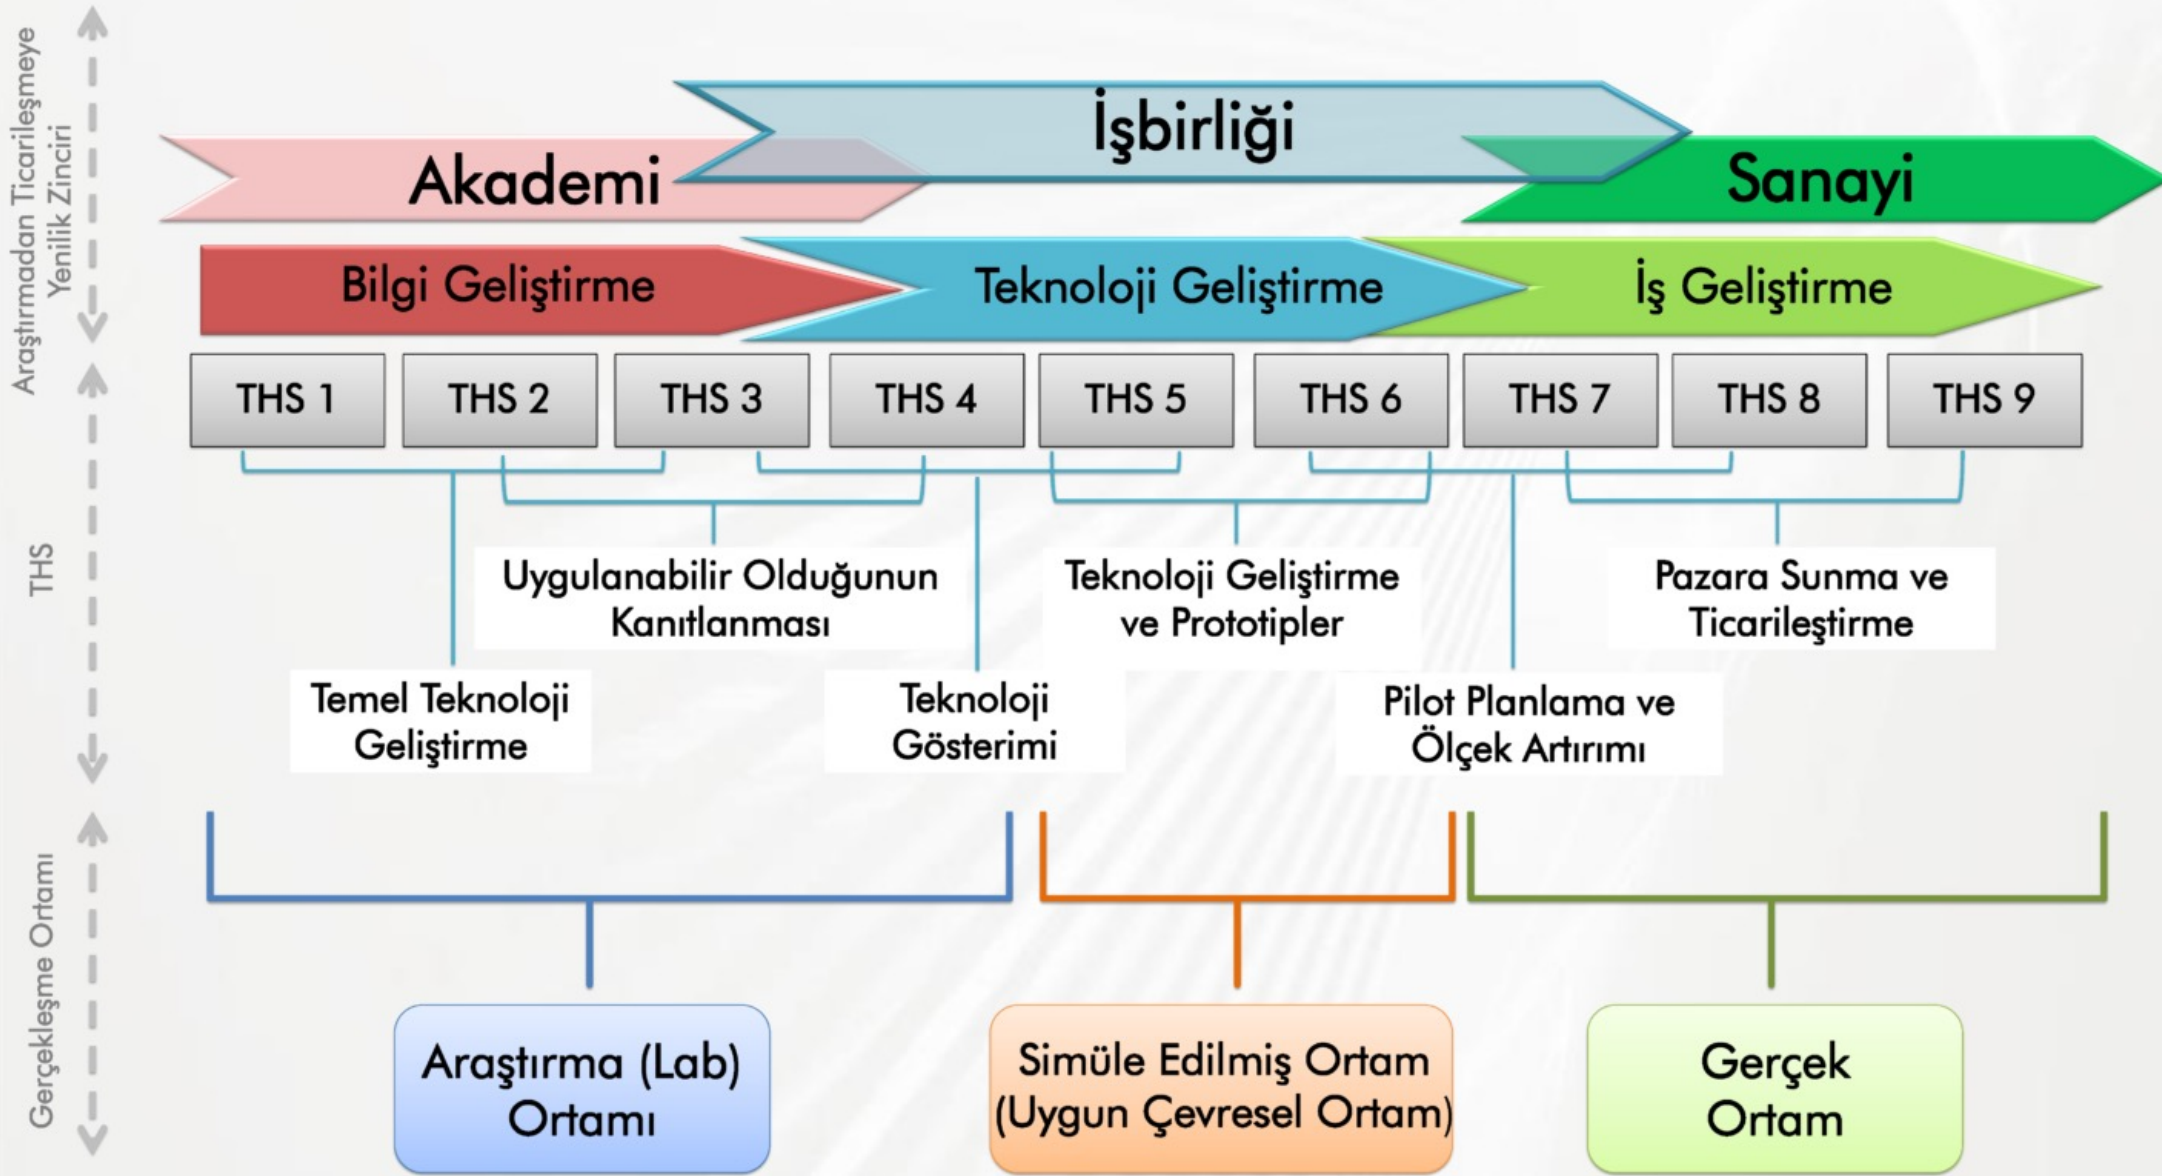 Araştırmadan Ticarileşmeye
Yenilik Zinciri
İşbirliği
Akademi
Sanayi
Bilgi Geliştirme
Teknoloji Geliştirme
İş Geliştirme
THS
THS 1
THS 2
THS 3
THS 4
THS 5
THS 6
THS 7
THS 8
THS 9
Uygulanabilir Olduğunun
Kanıtlanması
Teknoloji Geliştirme
ve Prototipler
Pazara Sunma ve
Ticarileştirme
Temel Teknoloji
Geliştirme
Teknoloji
Gösterimi
Pilot Planlama ve
Ölçek Artırımı
Gerçekleşme Ortamı
Araştırma (Lab)
Ortamı
Simüle Edilmiş Ortam
(Uygun Çevresel Ortam)
Gerçek
Ortam